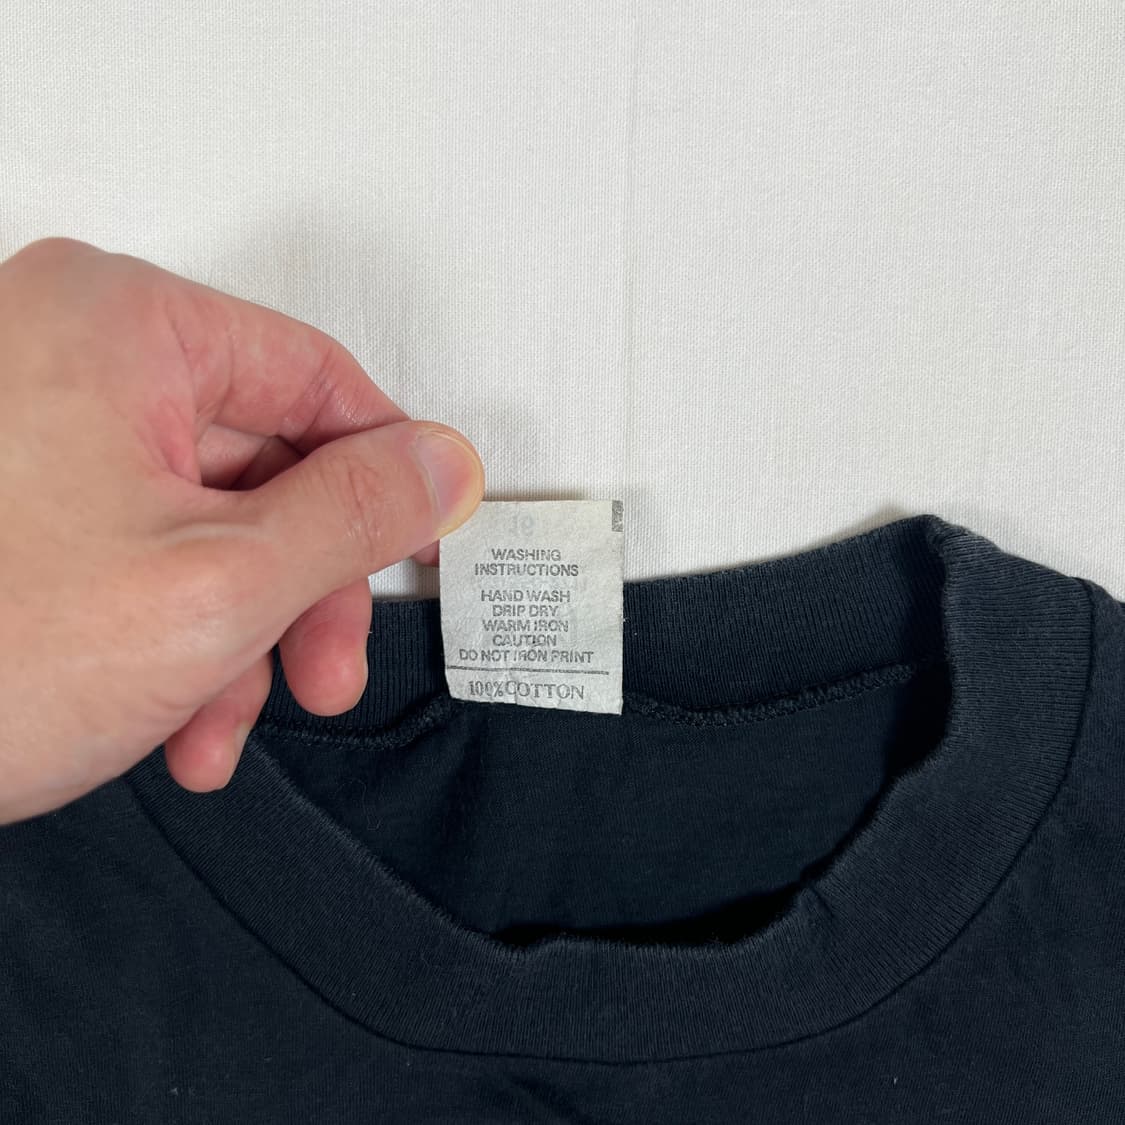 WASHING
INSTRUCTIONS
HAND WASH
DRIP DRY
WARM IRON
CAUTION
DO NOT IRON PRINT
100% COTTON